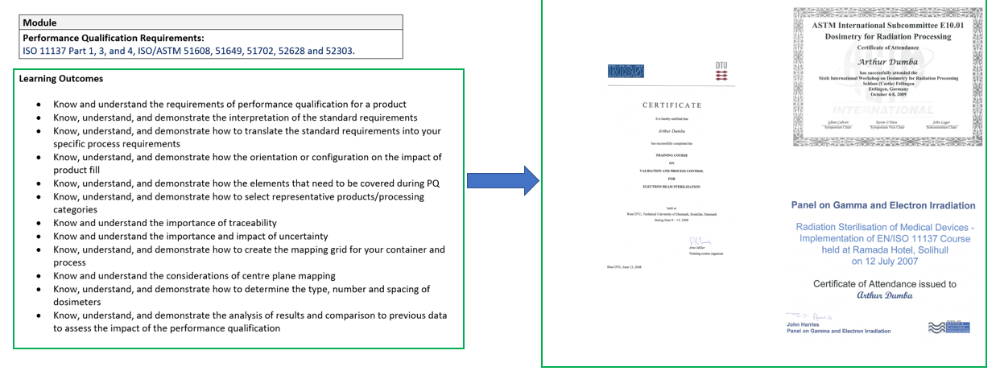 Module
Performance Qualification Requirements:
ISO 11137 Part 1, 3, and 4, ISO/ASTM 51608, 51649, 51702, 52628 and 52303.
Learning Outcomes
• Know and understand the requirements of performance qualification for a product
• Know, understand, and demonstrate the interpretation of the standard requirements
• Know, understand, and demonstrate how to translate the standard requirements into your
specific process requirements
• Know, understand, and demonstrate how the orientation or configuration on the impact of
product fill
• Know, understand, and demonstrate how the elements that need to be covered during PQ
• Know, understand, and demonstrate how to select representative products/processing
categories
• Know and understand the importance of traceability
• Know and understand the importance and impact of uncertainty
• Know, understand, and demonstrate how to create the mapping grid for your container and
process
• Know and understand the considerations of centre plane mapping
• Know, understand, and demonstrate how to determine the type, number and spacing of
dosimeters
• Know, understand, and demonstrate the analysis of results and comparison to previous data
to assess the impact of the performance qualification
RISØ
DTU
CERTIFICATE
It is hereby certified that
Arthur Dumba
has successfully completed the
TRAINING COURSE
ON
VALIDATION AND PROCESS CONTROL
FOR
ELECTRON BEAM STERILIZATION
held at
Risø DTU, Technical University of Denmark, Roskilde, Denmark
during June 9 – 13, 2008
Arne Miller
Training course organizer
Risø DTU, June 13, 2008
ASTM International Subcommittee E10.01
Dosimetry for Radiation Processing
Certificate of Attendance
Arthur Dumba
has successfully attended the
Sixth International Workshop on Dosimetry for Radiation Processing
Schloss (Castle) Ettlingen
Ettlingen, Germany
October 4-8, 2009
INTERNATIONAL
Symposium Chair
Kevin O'Hara
Symposium Vice Chair
John Logar
Subcommittee Chair
Panel on Gamma and Electron Irradiation
Radiation Sterilisation of Medical Devices -
Implementation of EN/ISO 11137 Course
held at Ramada Hotel, Solihull
on 12 July 2007
Certificate of Attendance issued to
Arthur Dumba
John Harries
Panel on Gamma and Electron Irradiation